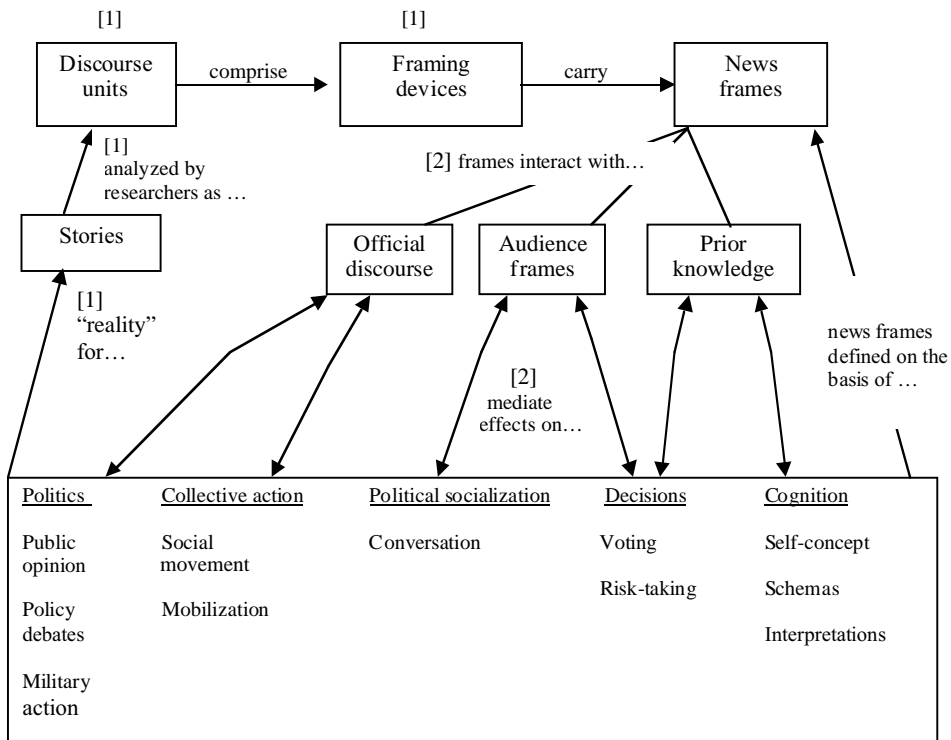 [1]
[1]
Discourse
units
comprise
Framing
devices
carry
News
frames
[1]
analyzed by
researchers as …
[2] frames interact with…
Stories
Official
discourse
Audience
frames
Prior
knowledge
[1]
“reality”
for…
[2]
mediate
effects on…
news frames
defined on the
basis of …
Politics
Public
opinion
Policy
debates
Military
action
Collective action
Social
movement
Mobilization
Political socialization
Conversation
Decisions
Voting
Risk-taking
Cognition
Self-concept
Schemas
Interpretations